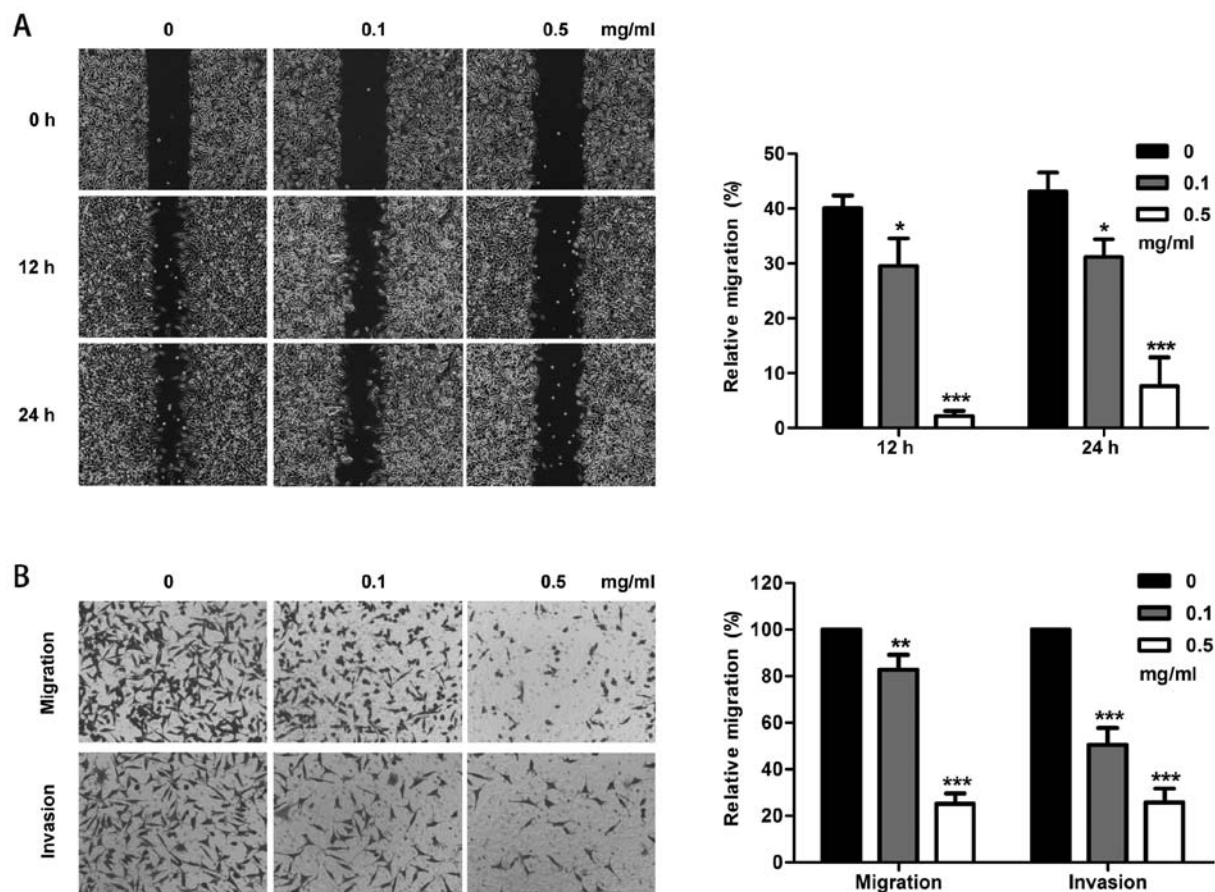 A
0 0.1 0.5 mg/ml
0 h
12 h
24 h
50
40
30
20
10
0
Relative migration (%)
0
0.1
0.5
mg/ml
* *
*** ***
12 h 24 h
B
0 0.1 0.5 mg/ml
Migration
Invasion
120
100
80
60
40
20
0
Relative migration (%)
0
0.1
0.5
mg/ml
** ***
*** ***
Migration Invasion